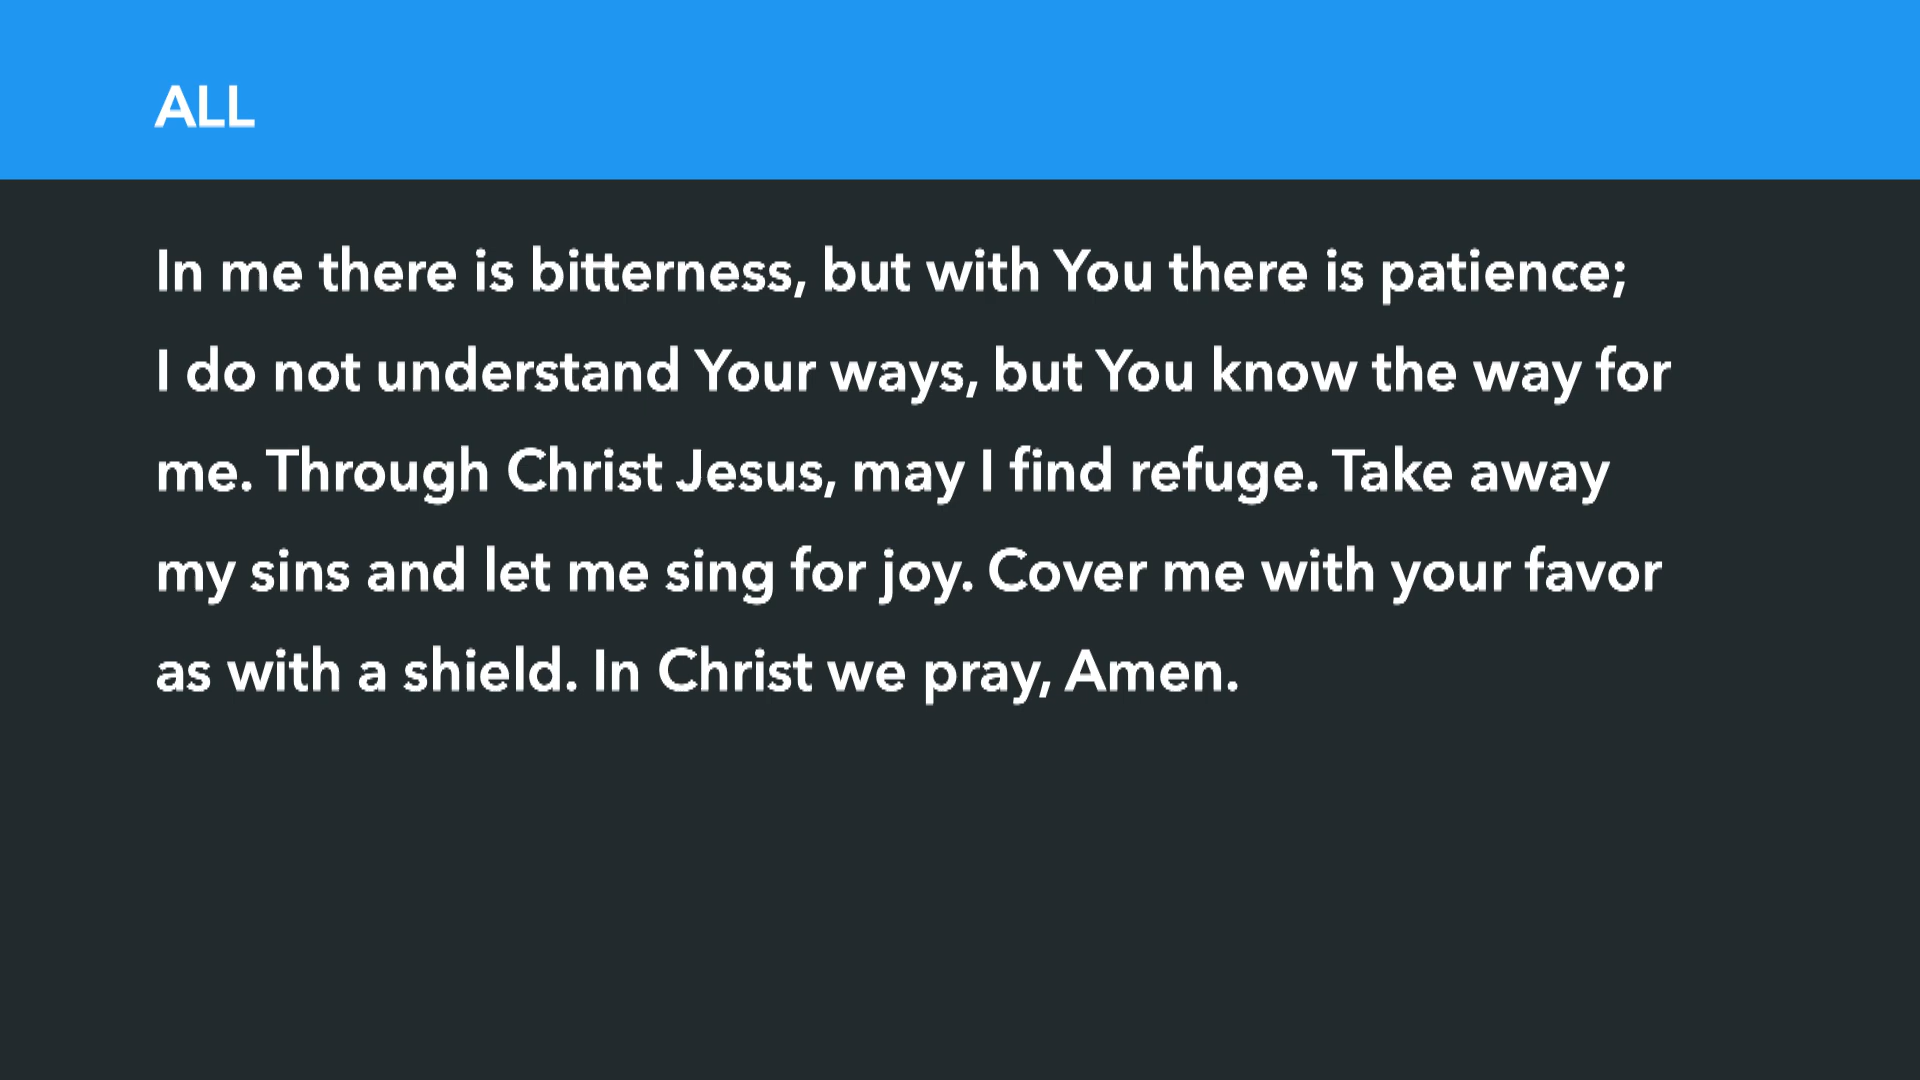 ALL
In me there is bitterness, but with You there is patience;
I do not understand Your ways, but You know the way for
me. Through Christ Jesus, may I find refuge. Take away
my sins and let me sing for joy. Cover me with your favor
as with a shield. In Christ we pray, Amen.